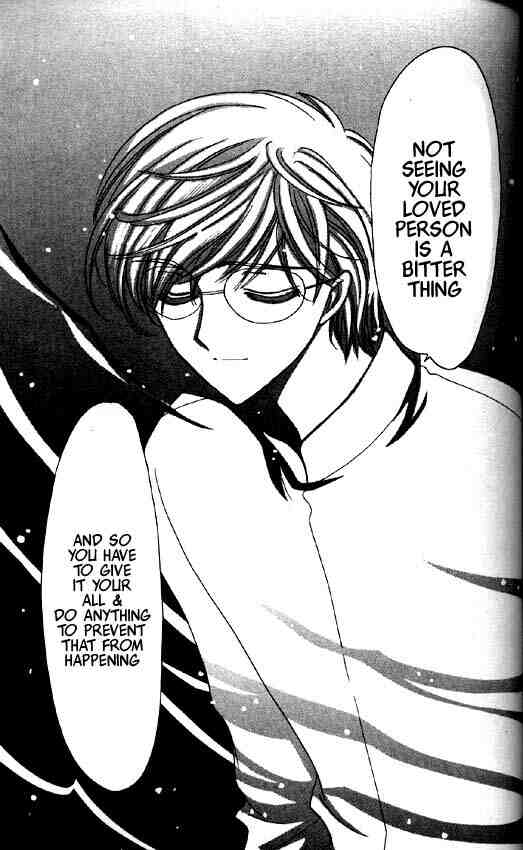 NOT
SEEING
YOUR
LOVED
PERSON
IS A
BITTER
THING
AND SO
YOU HAVE
TO GIVE
IT YOUR
ALL &
DO ANYTHING
TO PREVENT
THAT FROM
HAPPENING